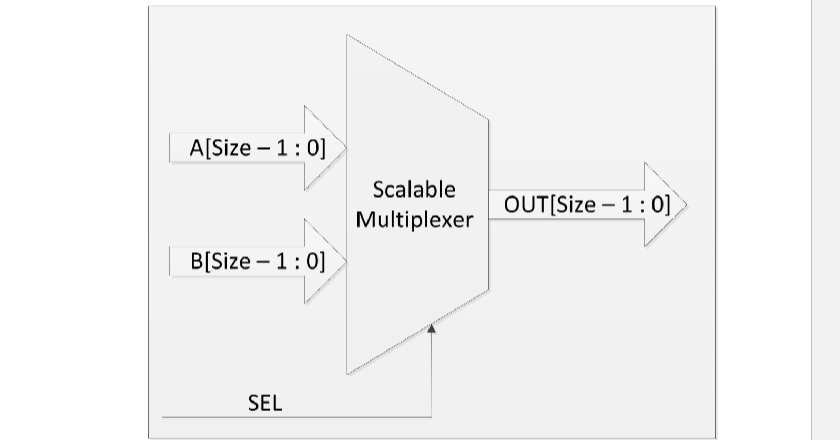 A[Size – 1 : 0]
Scalable
Multiplexer
OUT[Size – 1 : 0]
B[Size – 1 : 0]
SEL